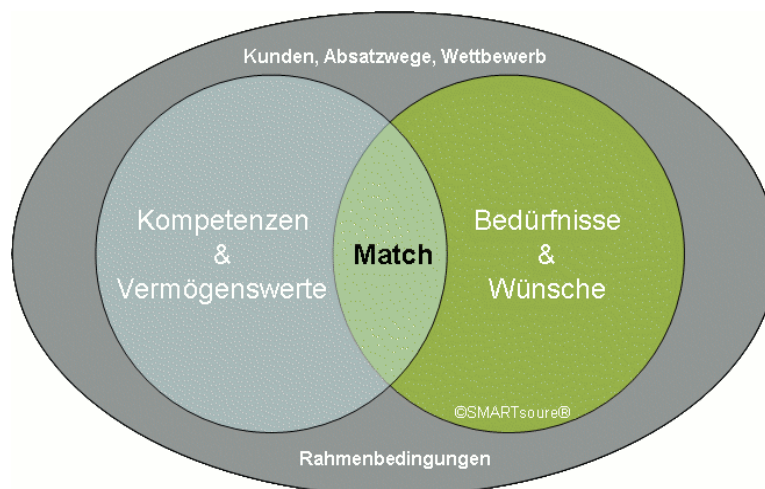 Kunden, Absatzwege, Wettbewerb
Kompetenzen
&
Vermögenswerte
Match
Bedürfnisse
&
Wünsche
©SMARTsoure®
Rahmenbedingungen